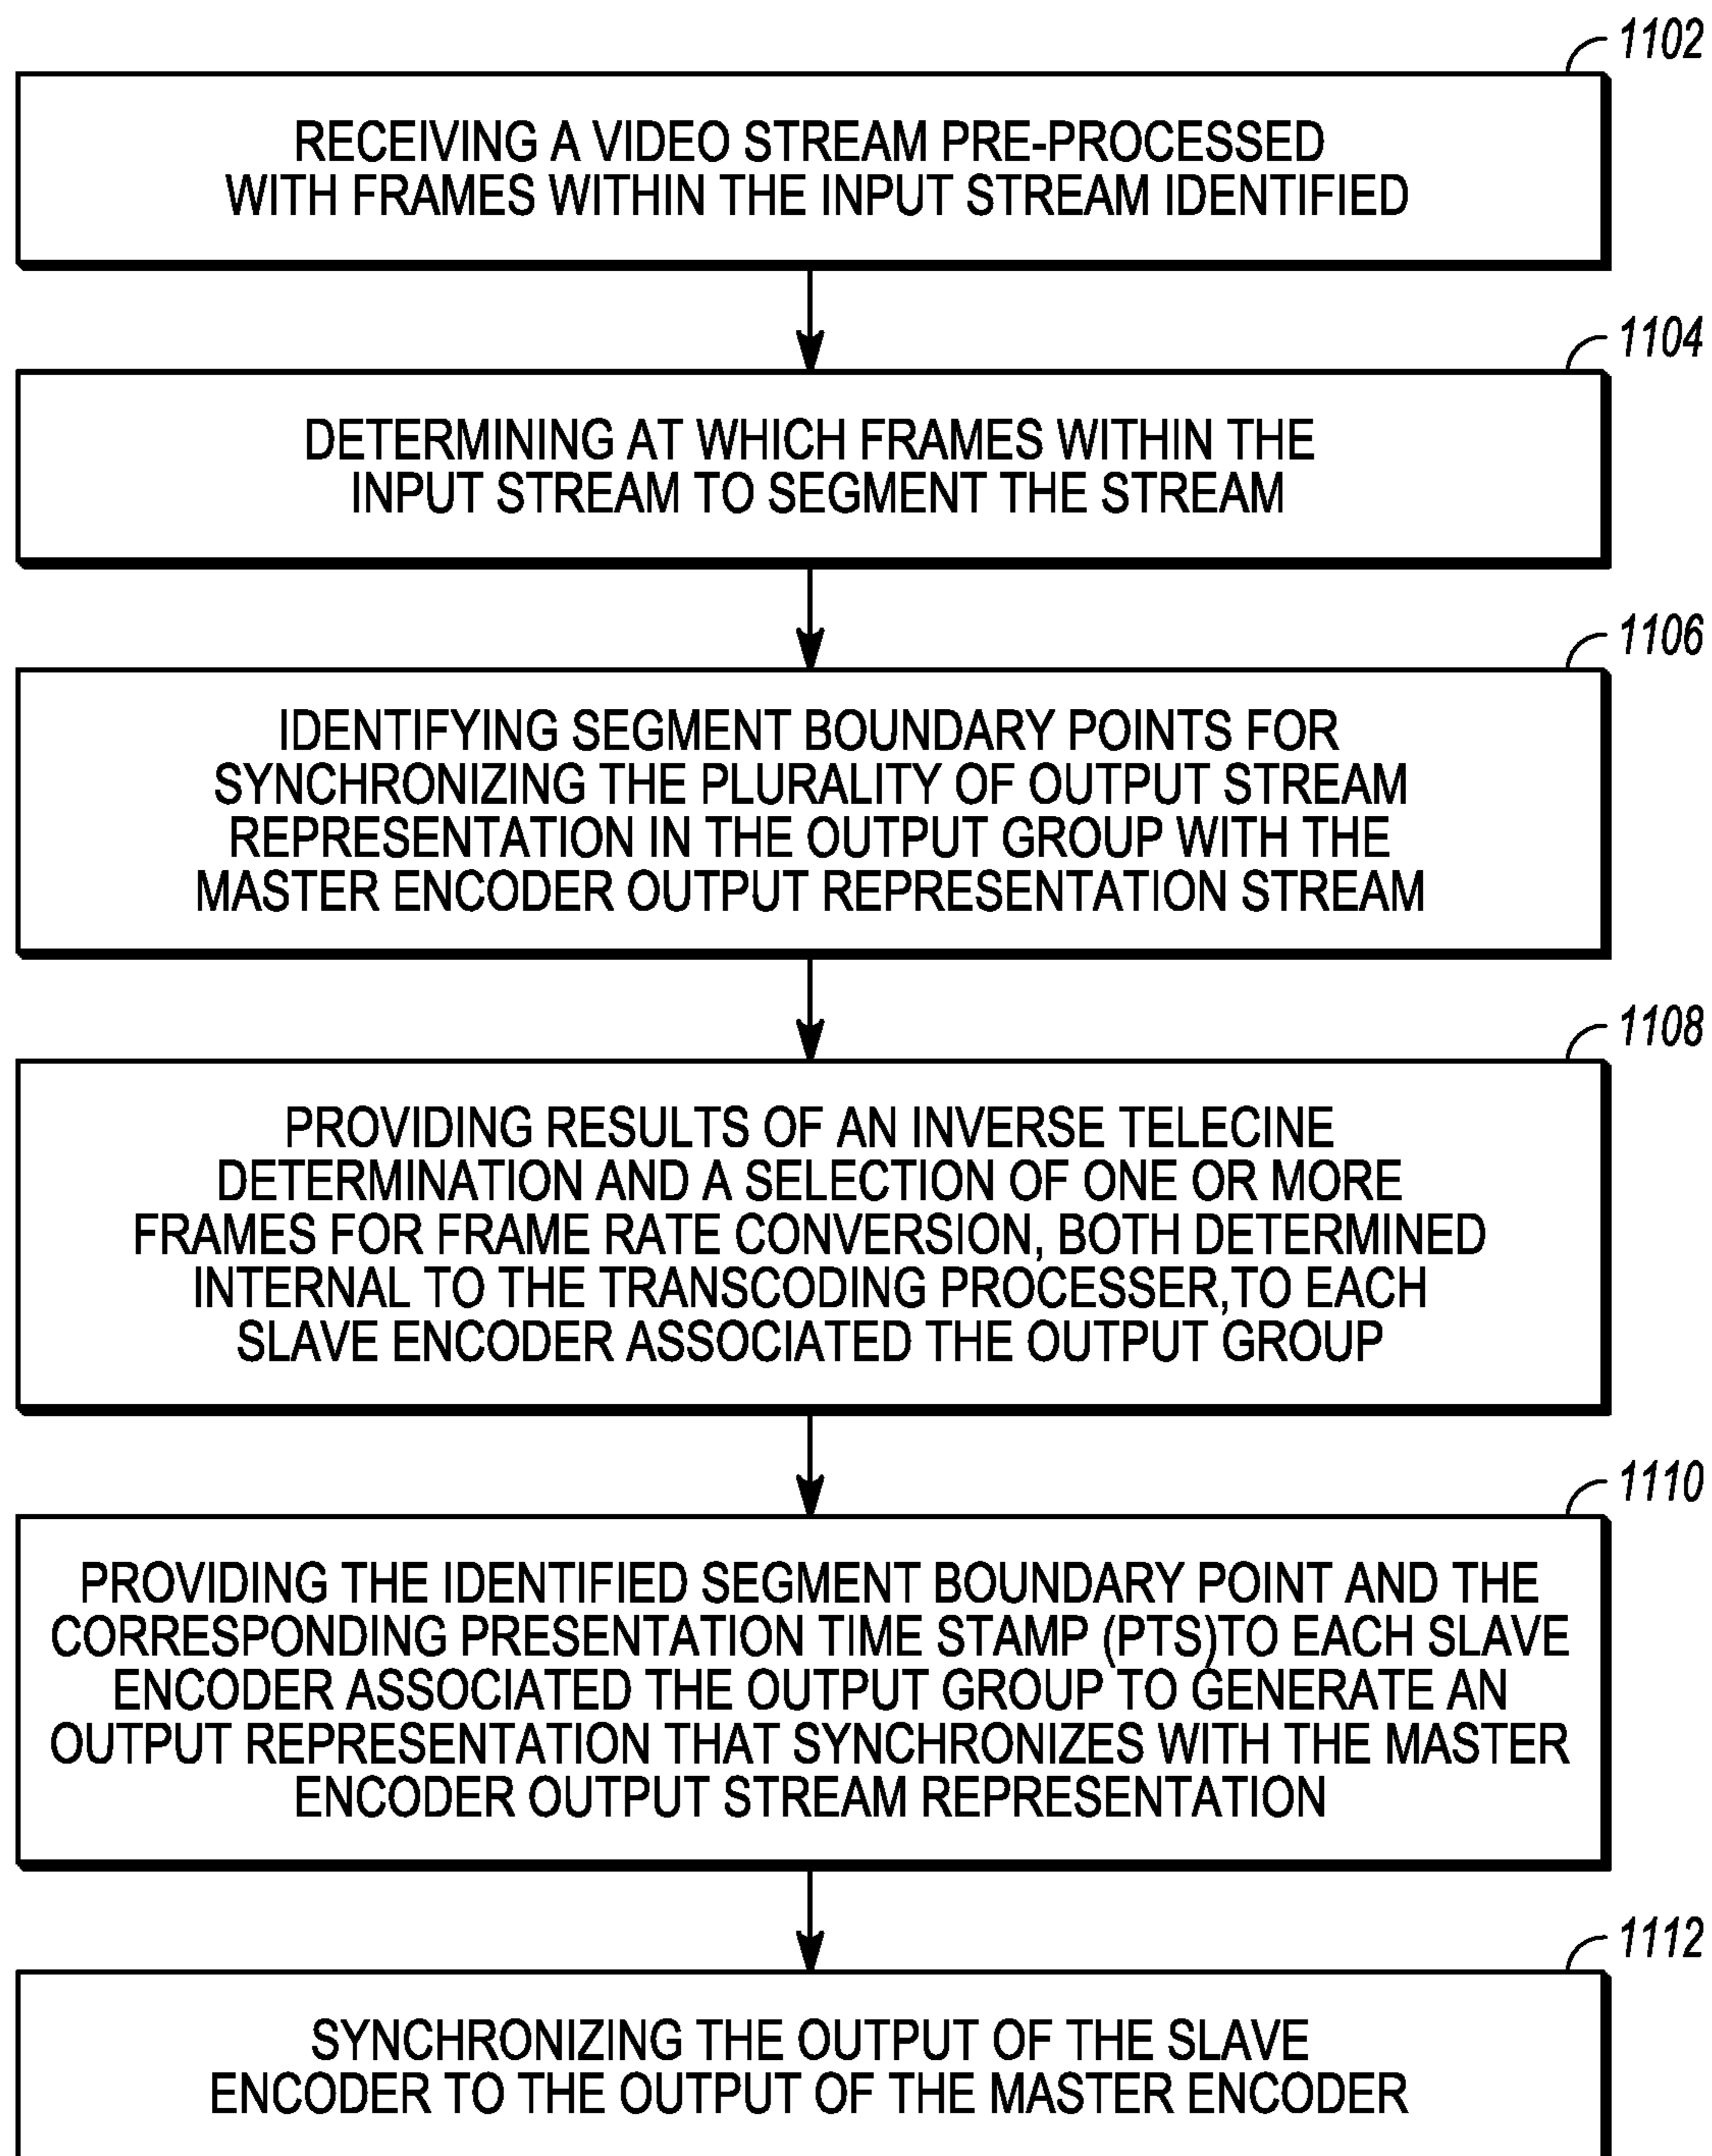 1102
RECEIVING A VIDEO STREAM PRE-PROCESSED
WITH FRAMES WITHIN THE INPUT STREAM IDENTIFIED
1104
DETERMINING AT WHICH FRAMES WITHIN THE
INPUT STREAM TO SEGMENT THE STREAM
1106
IDENTIFYING SEGMENT BOUNDARY POINTS FOR
SYNCHRONIZING THE PLURALITY OF OUTPUT STREAM
REPRESENTATION IN THE OUTPUT GROUP WITH THE
MASTER ENCODER OUTPUT REPRESENTATION STREAM
1108
PROVIDING RESULTS OF AN INVERSE TELECINE
DETERMINATION AND A SELECTION OF ONE OR MORE
FRAMES FOR FRAME RATE CONVERSION, BOTH DETERMINED
INTERNAL TO THE TRANSCODING PROCESSER,TO EACH
SLAVE ENCODER ASSOCIATED THE OUTPUT GROUP
1110
PROVIDING THE IDENTIFIED SEGMENT BOUNDARY POINT AND THE
CORRESPONDING PRESENTATION TIME STAMP (PTS)TO EACH SLAVE
ENCODER ASSOCIATED THE OUTPUT GROUP TO GENERATE AN
OUTPUT REPRESENTATION THAT SYNCHRONIZES WITH THE MASTER
ENCODER OUTPUT STREAM REPRESENTATION
1112
SYNCHRONIZING THE OUTPUT OF THE SLAVE
ENCODER TO THE OUTPUT OF THE MASTER ENCODER